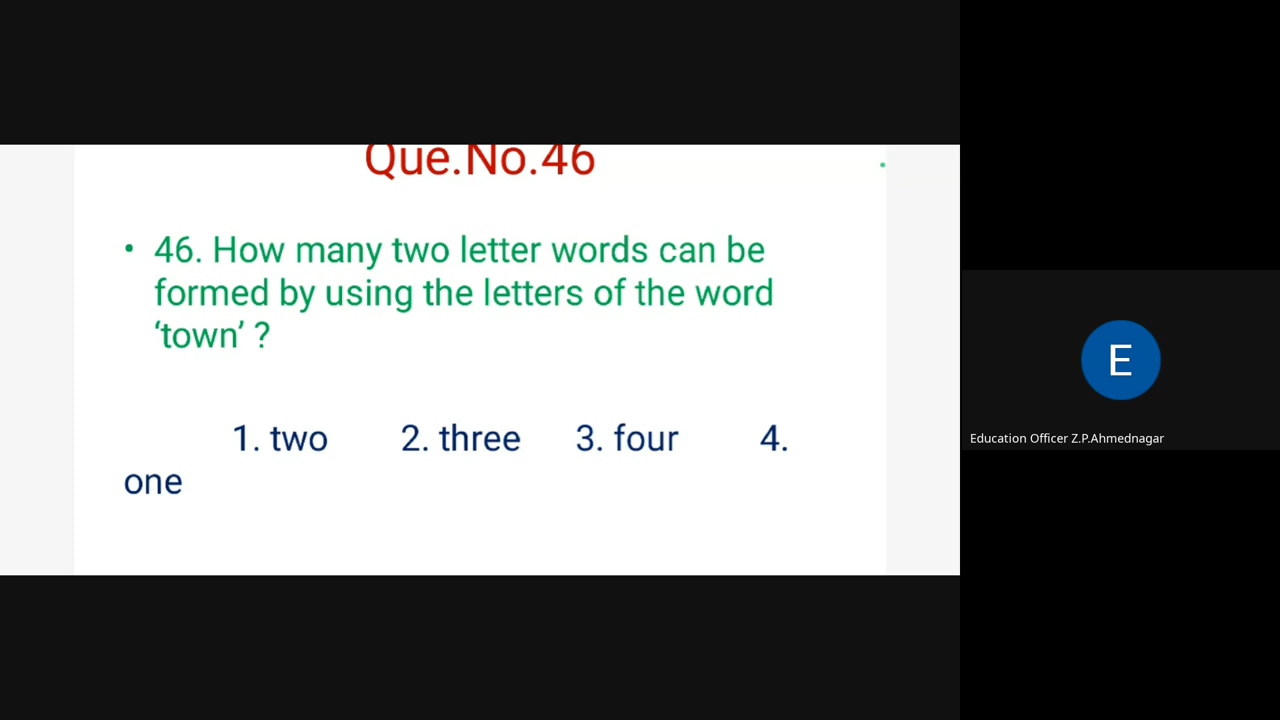 Que.No.46
• 46. How many two letter words can be
formed by using the letters of the word
‘town’ ?
1. two 2. three 3. four 4.
one
E
Education Officer Z.P.Ahmednagar